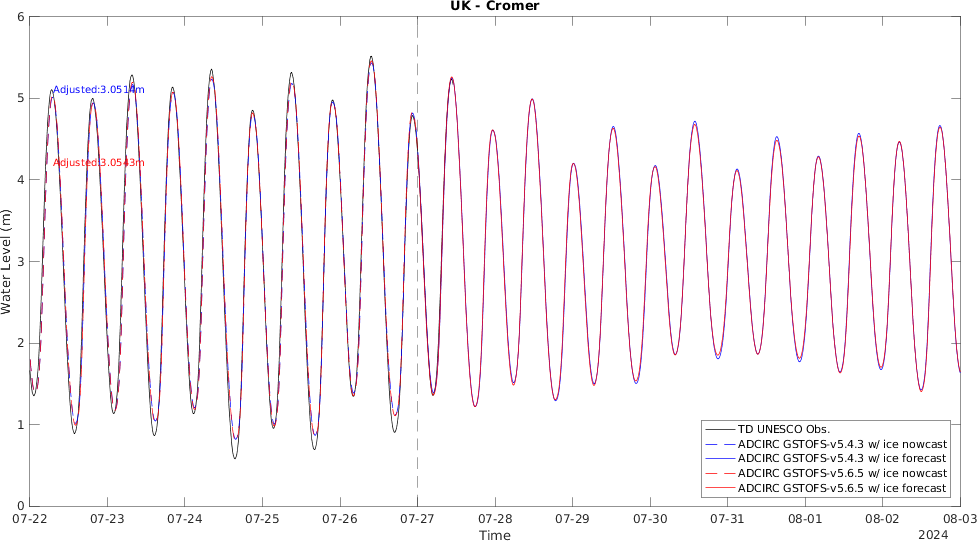 UK - Cromer
6
5
4
3
2
1
0
Water Level (m)
Adjusted:3.0514m
Adjusted:3.0543m
TD UNESCO Obs.
ADCIRC GSTOFS-v5.4.3 w/ ice nowcast
ADCIRC GSTOFS-v5.4.3 w/ ice forecast
ADCIRC GSTOFS-v5.6.5 w/ ice nowcast
ADCIRC GSTOFS-v5.6.5 w/ ice forecast
07-22 07-23 07-24 07-25 07-26 07-27 07-28 07-29 07-30 07-31 08-01 08-02 08-03
Time
2024